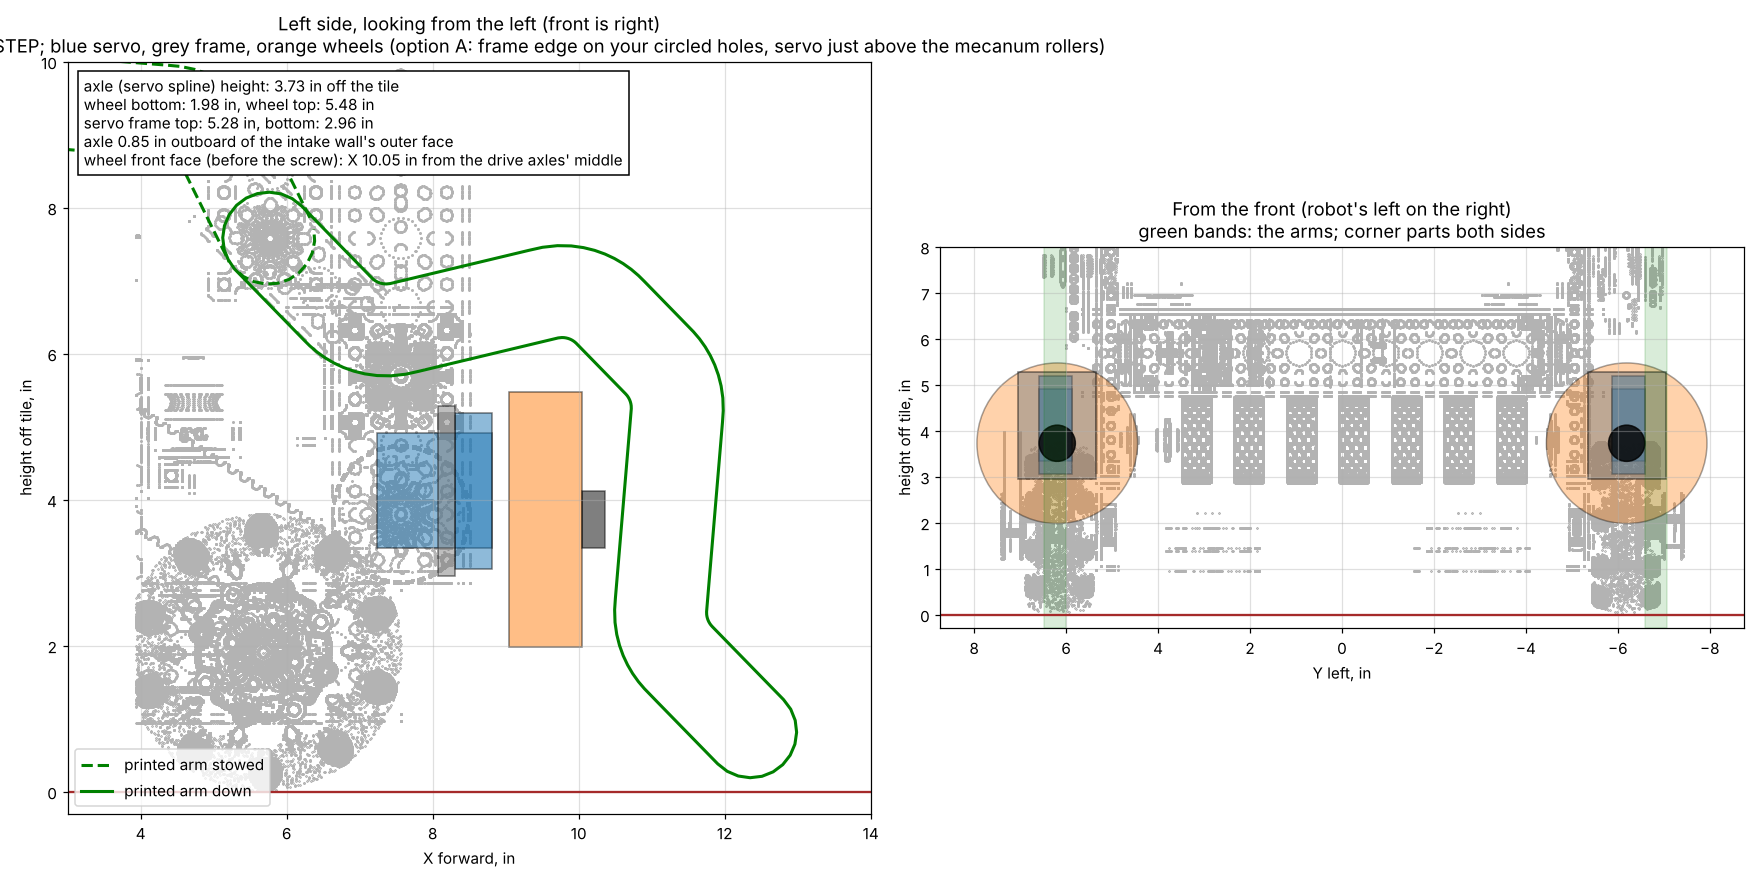 Left side, looking from the left (front is right)
STEP; blue servo, grey frame, orange wheels (option A: frame edge on your circled holes, servo just above the mecanum rollers)
axle (servo spline) height: 3.73 in off the tile
wheel bottom: 1.98 in, wheel top: 5.48 in
servo frame top: 5.28 in, bottom: 2.96 in
axle 0.85 in outboard of the intake wall's outer face
wheel front face (before the screw): X 10.05 in from the drive axles' middle
10
8
6
4
2
0
height off tile, in
printed arm stowed
printed arm down
4 6 8 10 12 14
X forward, in
From the front (robot's left on the right)
green bands: the arms; corner parts both sides
8
7
6
5
4
3
2
1
0
height off tile, in
8 6 4 2 0 −2 −4 −6 −8
Y left, in